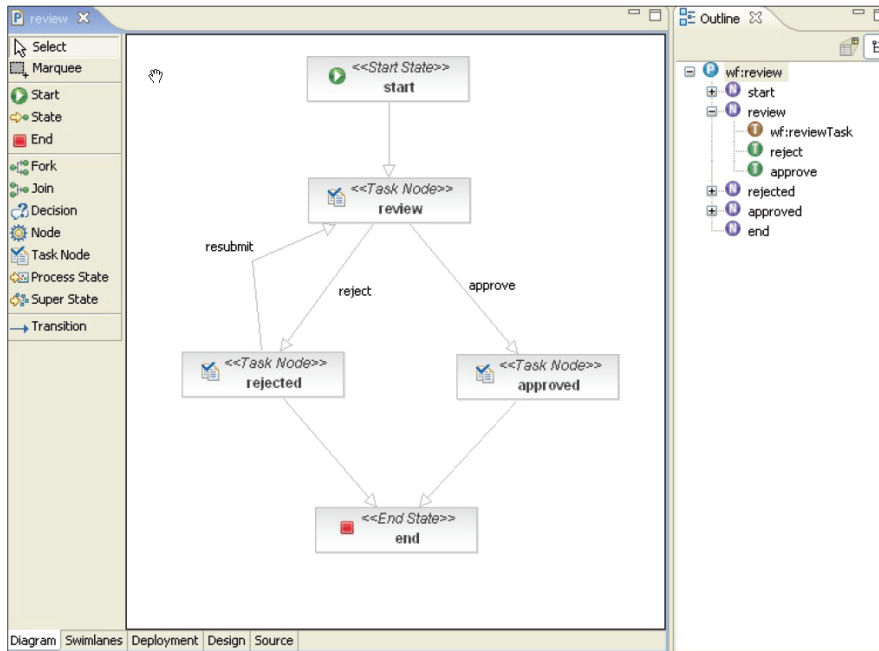 review
Select
Marquee
Start
State
End
Fork
Join
Decision
Node
Task Node
Process State
Super State
Transition
<<Start State>>
start
<<Task Node>>
review
resubmit
reject
approve
<<Task Node>>
rejected
<<Task Node>>
approved
<<End State>>
end
Diagram Swimlanes Deployment Design Source
Outline
wf:review
start
review
wf:reviewTask
reject
approve
rejected
approved
end